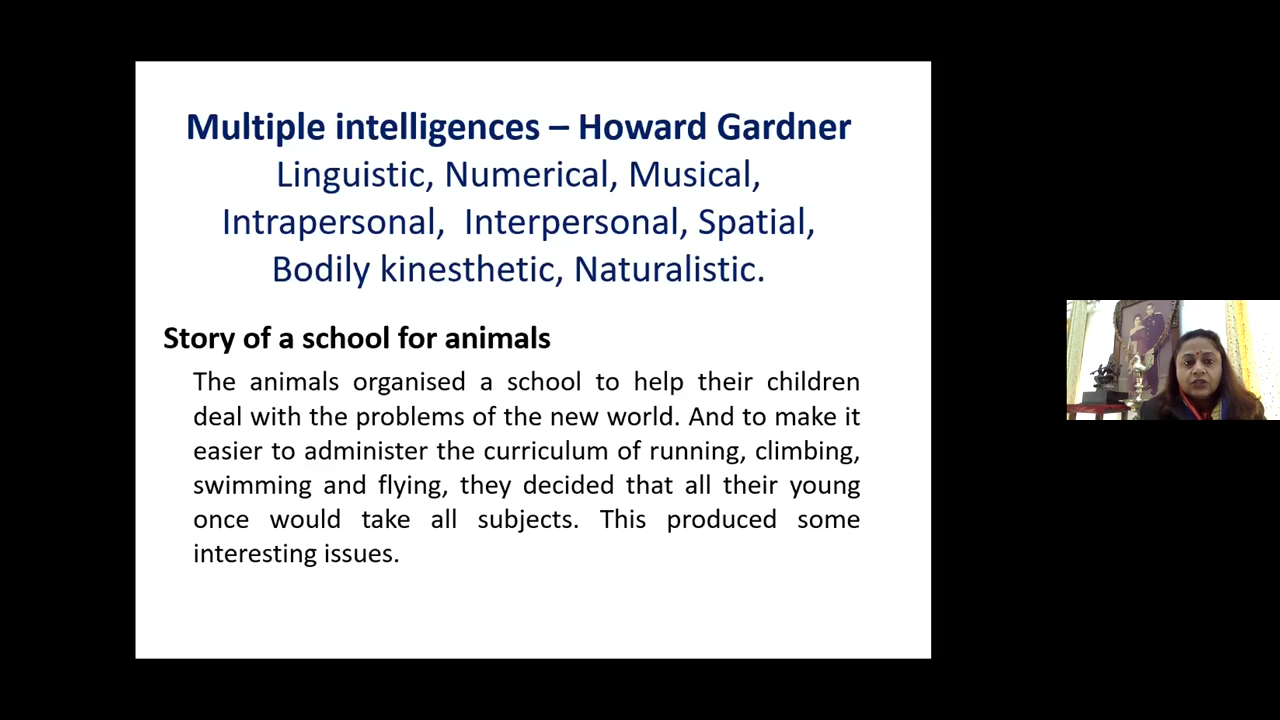 Multiple intelligences – Howard Gardner
Linguistic, Numerical, Musical,
Intrapersonal, Interpersonal, Spatial,
Bodily kinesthetic, Naturalistic.
Story of a school for animals
The animals organised a school to help their children
deal with the problems of the new world. And to make it
easier to administer the curriculum of running, climbing,
swimming and flying, they decided that all their young
once would take all subjects. This produced some
interesting issues.